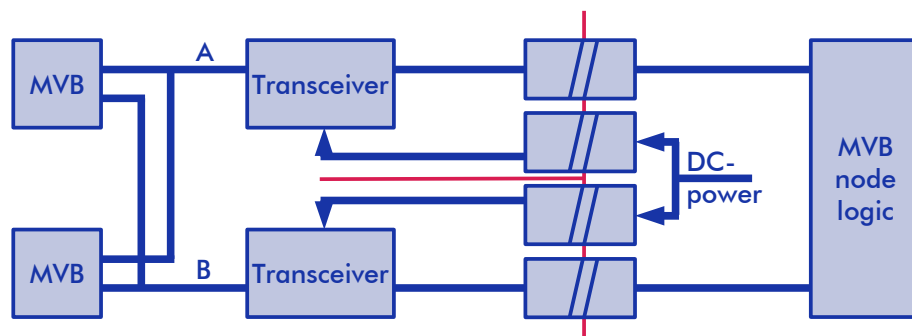 A
MVB
Transceiver
DC-
power
MVB
node
logic
MVB
B
Transceiver